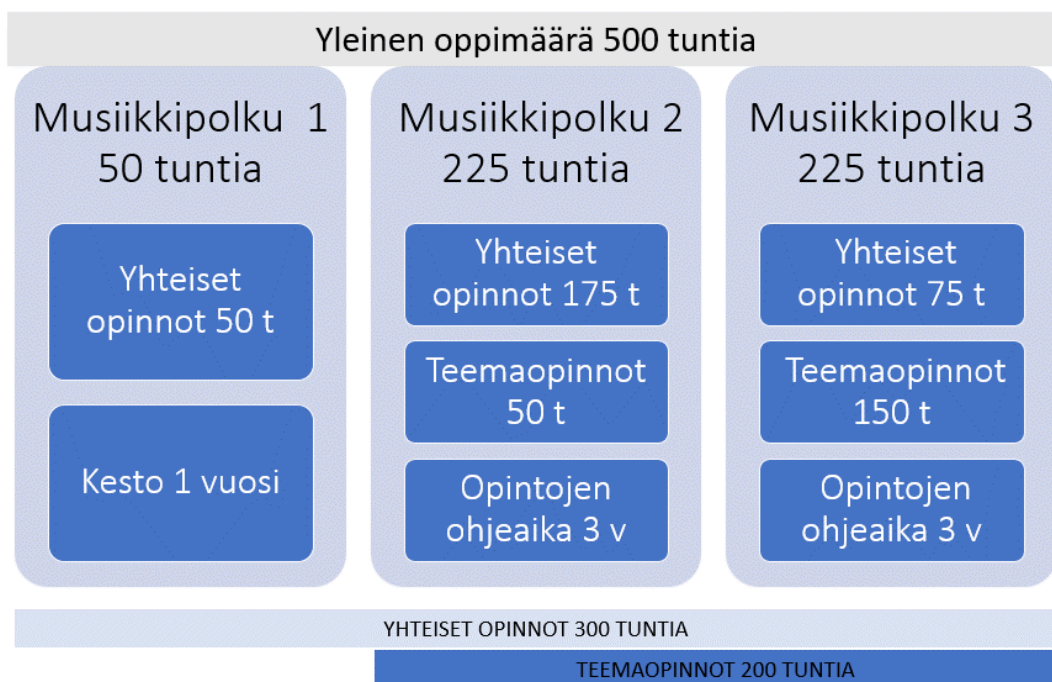 Yleinen oppimäärä 500 tuntia
Musiikkipolku 1
50 tuntia
Yhteiset
opinnot 50 t
Kesto 1 vuosi
Musiikkipolku 2
225 tuntia
Yhteiset
opinnot 175 t
Teemaopinnot
50 t
Opintojen
ohjeaika 3 v
Musiikkipolku 3
225 tuntia
Yhteiset
opinnot 75 t
Teemaopinnot
150 t
Opintojen
ohjeaika 3 v
YHTEISET OPINNOT 300 TUNTIA
TEEMAOPINNOT 200 TUNTIA